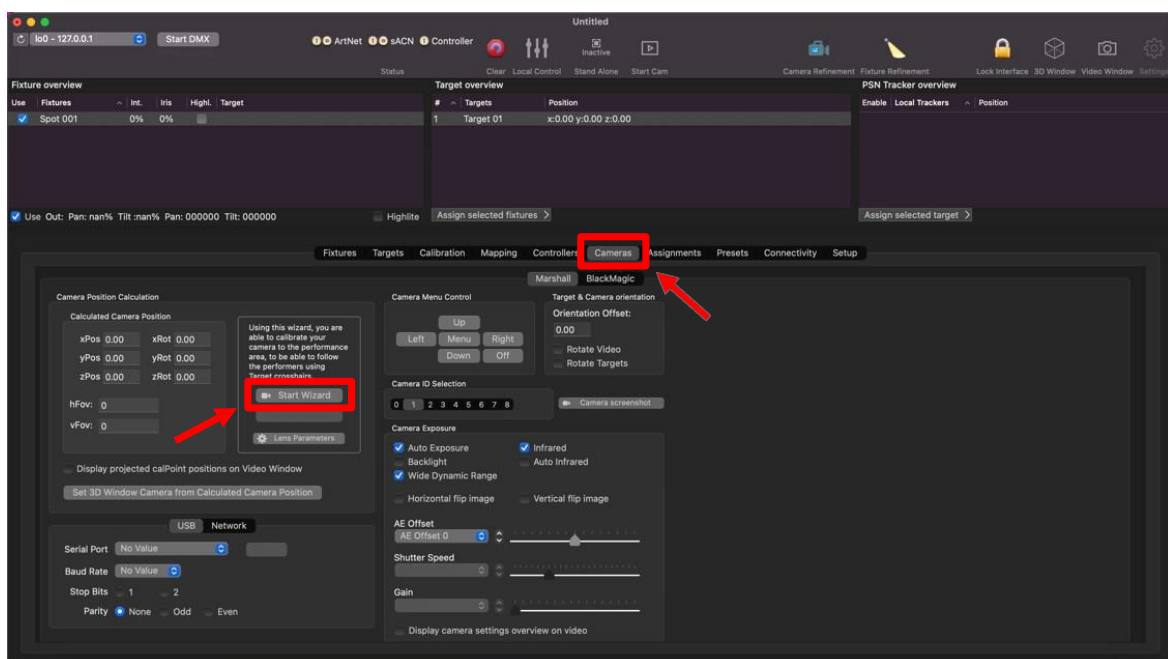 Untitled
lo0 - 127.0.0.1
Start DMX
ArtNet
sACN
Controller
Inactive
Status
Clear
Local Control
Stand Alone
Start Cam
Camera Refinement
Fixture Refinement
Lock Interface
3D Window
Video Window
Settings
Fixture overview
Target overview
PSN Tracker overview
Use Fixtures Int. Iris Highl. Target
# Targets Position
Enable Local Trackers Position
Spot 001 0% 0%
1 Target 01 x:0.00 y:0.00 z:0.00
Use Out: Pan: nan% Tilt :nan% Pan: 000000 Tilt: 000000
Highlite
Assign selected fixtures >
Assign selected target >
Fixtures Targets Calibration Mapping Controllers Cameras Assignments Presets Connectivity Setup
Marshall BlackMagic
Camera Position Calculation
Calculated Camera Position
xPos 0.00 xRot 0.00
yPos 0.00 yRot 0.00
zPos 0.00 zRot 0.00
hFov: 0
vFov: 0
Using this wizard, you are
able to calibrate your
camera to the performance
area, to be able to follow
the performers using
Target crosshairs
Start Wizard
Lens Parameters
Display projected calPoint positions on Video Window
Set 3D Window Camera from Calculated Camera Position
USB Network
Serial Port No Value
Baud Rate No Value
Stop Bits 1 2
Parity None Odd Even
Camera Menu Control
Up
Left Menu Right
Down Off
Target & Camera orientation
Orientation Offset:
0.00
Rotate Video
Rotate Targets
Camera ID Selection
0 1 2 3 4 5 6 7 8
Camera screenshot
Camera Exposure
Auto Exposure Infrared
Backlight Auto Infrared
Wide Dynamic Range
Horizontal flip image Vertical flip image
AE Offset
AE Offset 0
Shutter Speed
Gain
Display camera settings overview on video